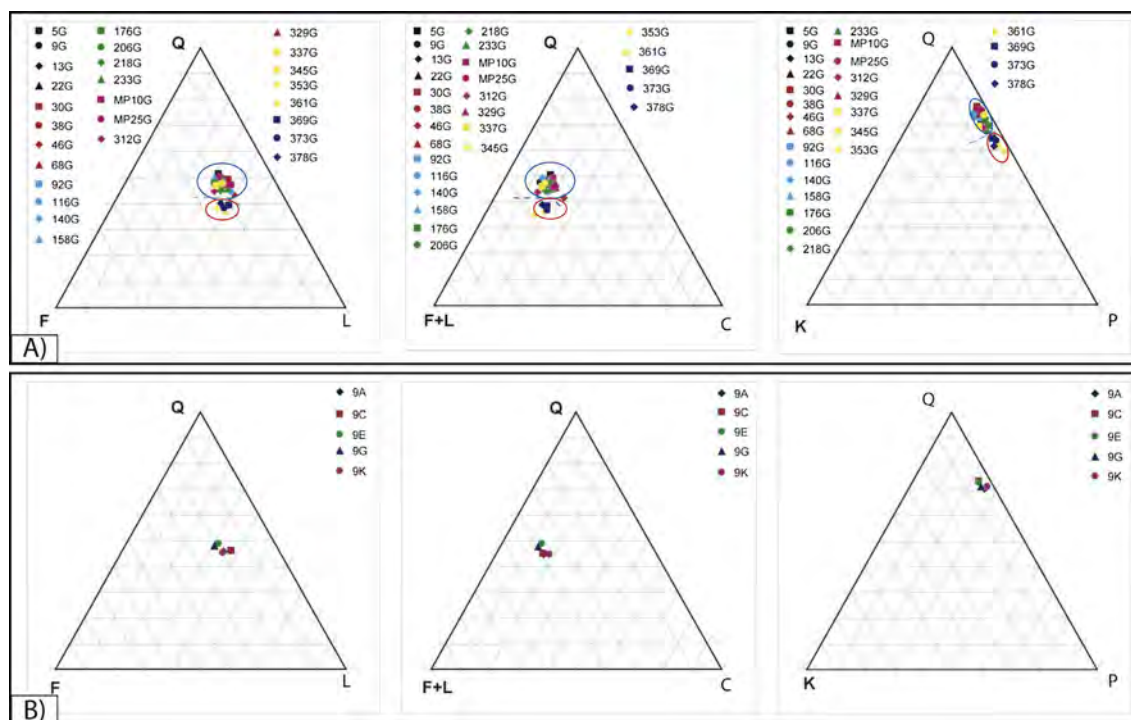 Q
5G
9G
13G
22G
30G
38G
46G
68G
92G
116G
140G
158G
176G
206G
218G
233G
MP10G
MP25G
312G
329G
337G
345G
353G
361G
369G
373G
378G
F
L
Q
5G
9G
13G
22G
30G
38G
46G
68G
92G
116G
140G
158G
176G
206G
218G
233G
MP10G
MP25G
312G
329G
337G
345G
353G
361G
369G
373G
378G
F+L
C
Q
5G
9G
13G
22G
30G
38G
46G
68G
92G
116G
140G
158G
176G
206G
218G
233G
MP10G
MP25G
312G
329G
337G
345G
353G
361G
369G
373G
378G
K
P
A)
Q
9A
9C
9E
9G
9K
F
L
Q
9A
9C
9E
9G
9K
F+L
C
Q
9A
9C
9E
9G
9K
K
P
B)